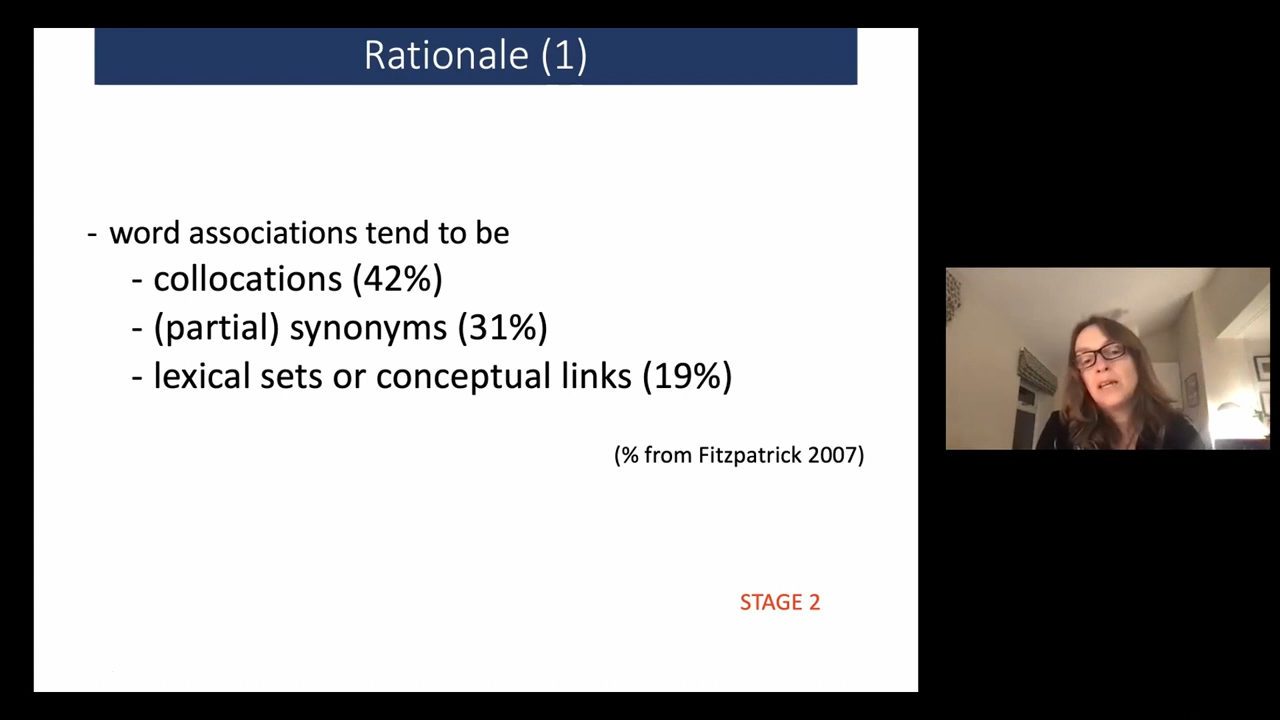 Rationale (1)
- word associations tend to be
- collocations (42%)
- (partial) synonyms (31%)
- lexical sets or conceptual links (19%)
(% from Fitzpatrick 2007)
STAGE 2